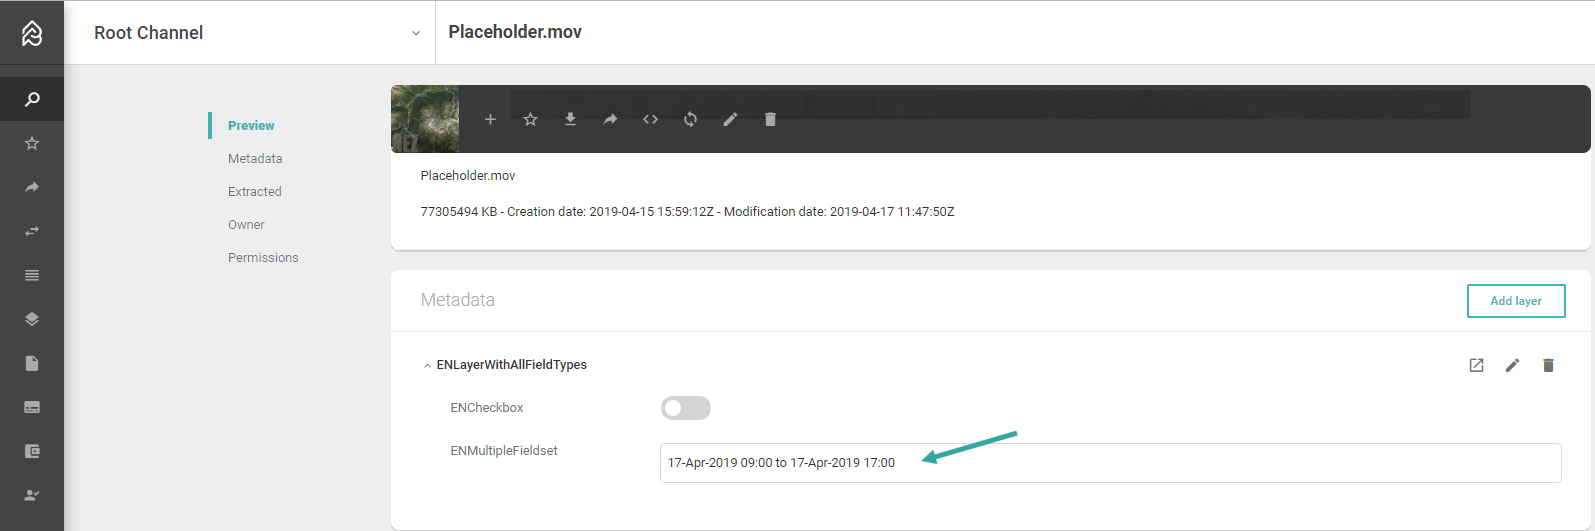 Root Channel
Placeholder.mov
Preview
Metadata
Extracted
Owner
Permissions
MEZ
Placeholder.mov
77305494 KB - Creation date: 2019-04-15 15:59:12Z - Modification date: 2019-04-17 11:47:50Z
Metadata
Add layer
ENLayerWithAllFieldTypes
ENCheckbox
ENMultipleFieldset
17-Apr-2019 09:00 to 17-Apr-2019 17:00